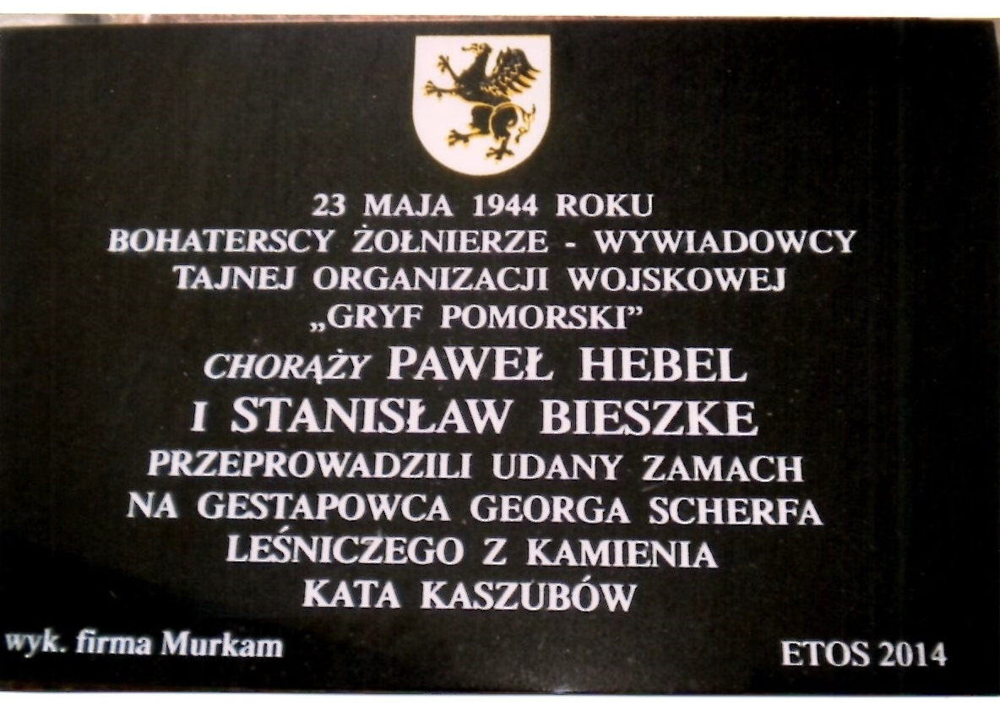 23 MAJA 1944 ROKU
BOHATERSCY ŻOŁNIERZE - WYWIADOWCY
TAJNEJ ORGANIZACJI WOJSKOWEJ
„GRYF POMORSKI”
CHORĄŻY PAWEŁ HEBEL
I STANISŁAW BIESZKE
PRZEPROWADZILI UDANY ZAMACH
NA GESTAPOWCA GEORGA SCHERFA
LEŚNICZEGO Z KAMIENIA
KATA KASZUBÓW
wyk. firma Murkam
ETOS 2014